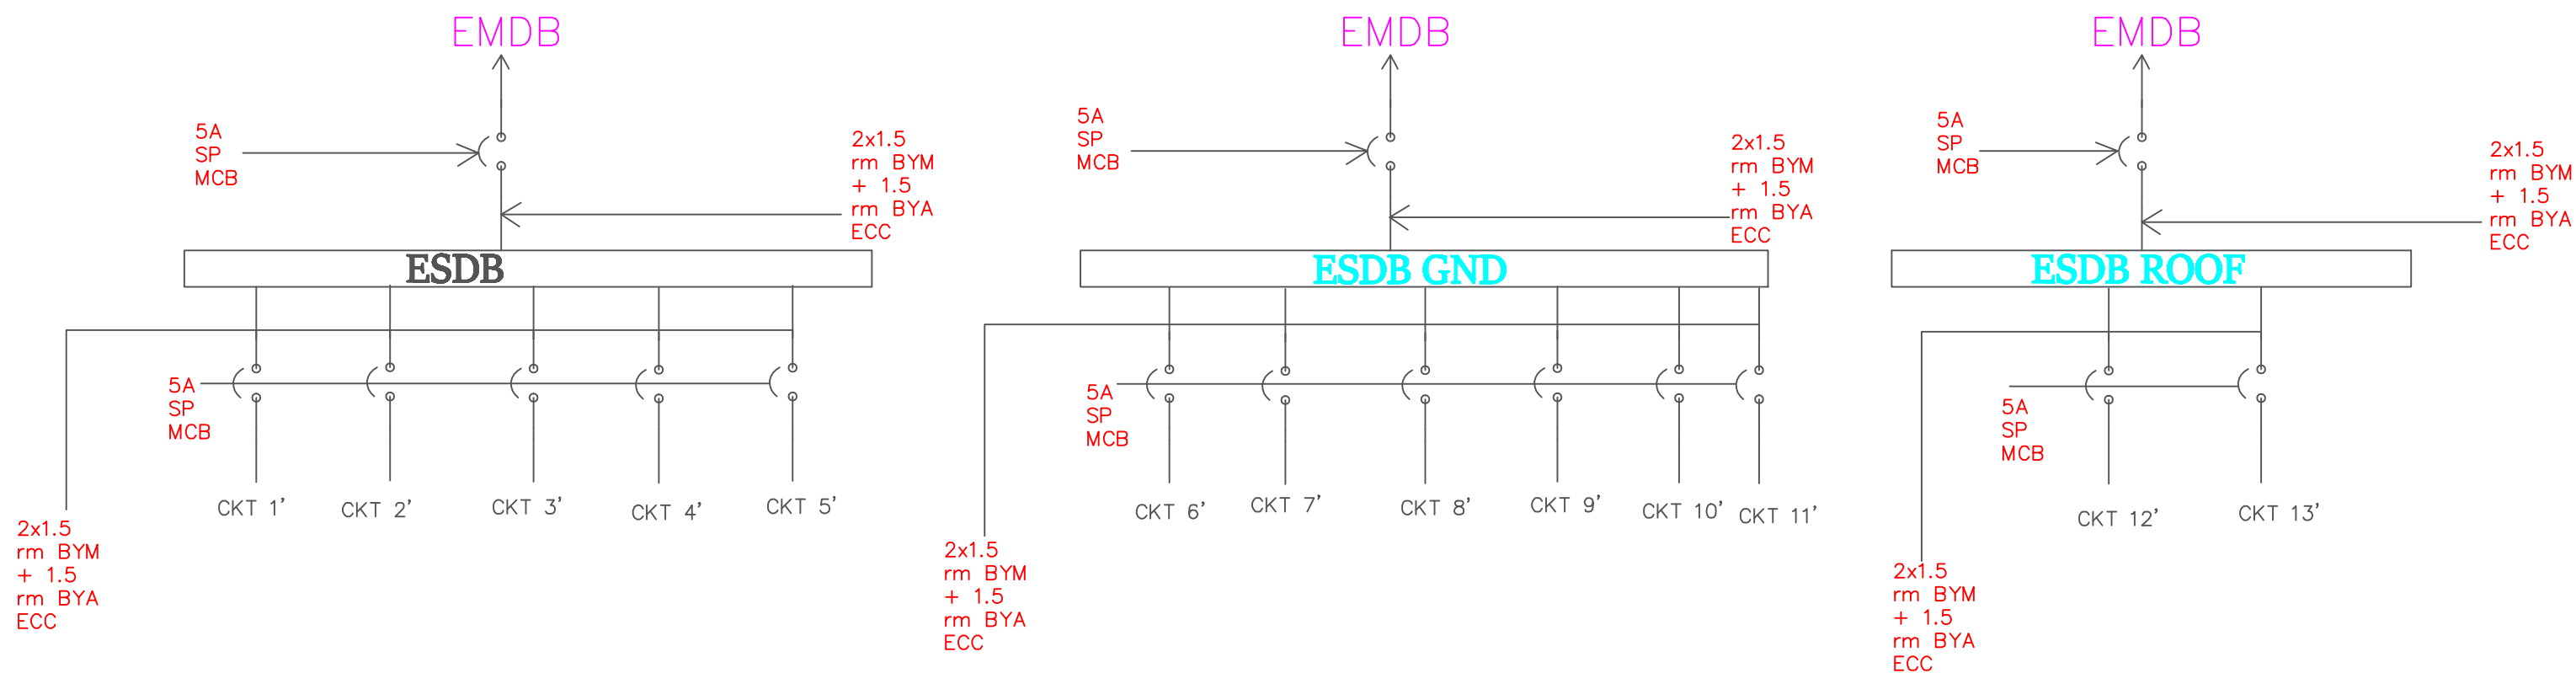 EMDB
5A
SP
MCB
2x1.5
rm BYM
+ 1.5
rm BYA
ECC
ESDB
5A
SP
MCB
CKT 1'
CKT 2'
CKT 3'
CKT 4'
CKT 5'
2x1.5
rm BYM
+ 1.5
rm BYA
ECC
EMDB
5A
SP
MCB
2x1.5
rm BYM
+ 1.5
rm BYA
ECC
ESDB GND
5A
SP
MCB
CKT 6'
CKT 7'
CKT 8'
CKT 9'
CKT 10'
CKT 11'
2x1.5
rm BYM
+ 1.5
rm BYA
ECC
EMDB
5A
SP
MCB
2x1.5
rm BYM
+ 1.5
rm BYA
ECC
ESDB ROOF
5A
SP
MCB
CKT 12'
CKT 13'
2x1.5
rm BYM
+ 1.5
rm BYA
ECC